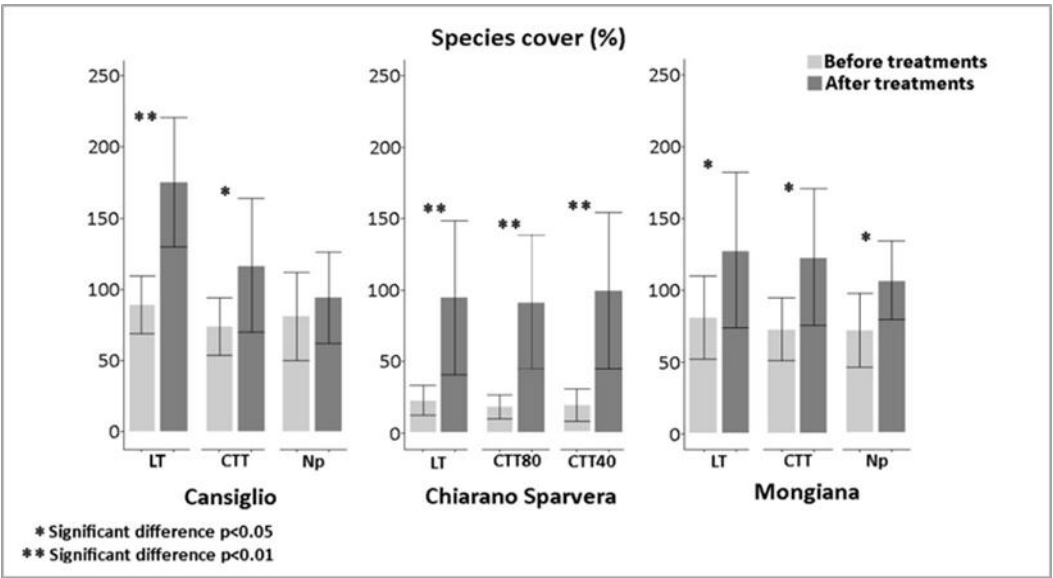 Species cover (%)
Before treatments
After treatments
250
200
150
100
50
0
**
*
LT
CTT
Np
Cansiglio
250
200
150
100
50
0
**
**
**
LT
CTT80
CTT40
Chiarano Sparvera
250
200
150
100
50
0
*
*
*
LT
CTT
Np
Mongiana
* Significant difference p<0.05
** Significant difference p<0.01